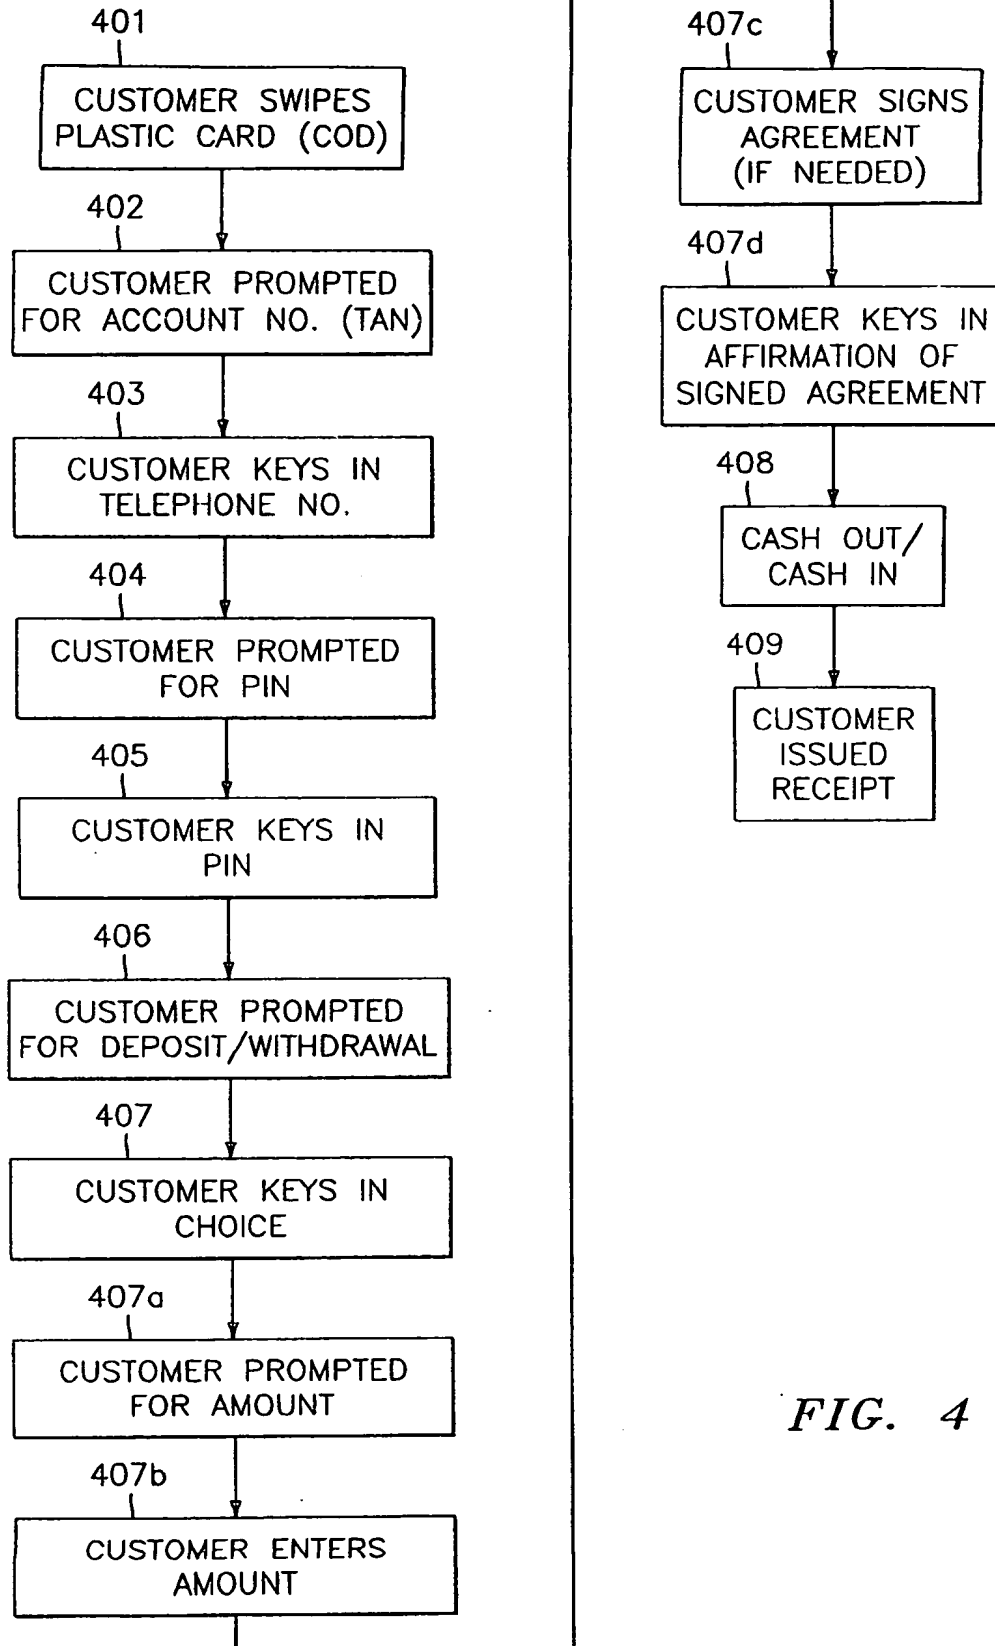 401
CUSTOMER SWIPES
PLASTIC CARD (COD)
402
CUSTOMER PROMPTED
FOR ACCOUNT NO. (TAN)
403
CUSTOMER KEYS IN
TELEPHONE NO.
404
CUSTOMER PROMPTED
FOR PIN
405
CUSTOMER KEYS IN
PIN
406
CUSTOMER PROMPTED
FOR DEPOSIT/WITHDRAWAL
407
CUSTOMER KEYS IN
CHOICE
407a
CUSTOMER PROMPTED
FOR AMOUNT
407b
CUSTOMER ENTERS
AMOUNT
407c
CUSTOMER SIGNS
AGREEMENT
(IF NEEDED)
407d
CUSTOMER KEYS IN
AFFIRMATION OF
SIGNED AGREEMENT
408
CASH OUT/
CASH IN
409
CUSTOMER
ISSUED
RECEIPT
FIG. 4